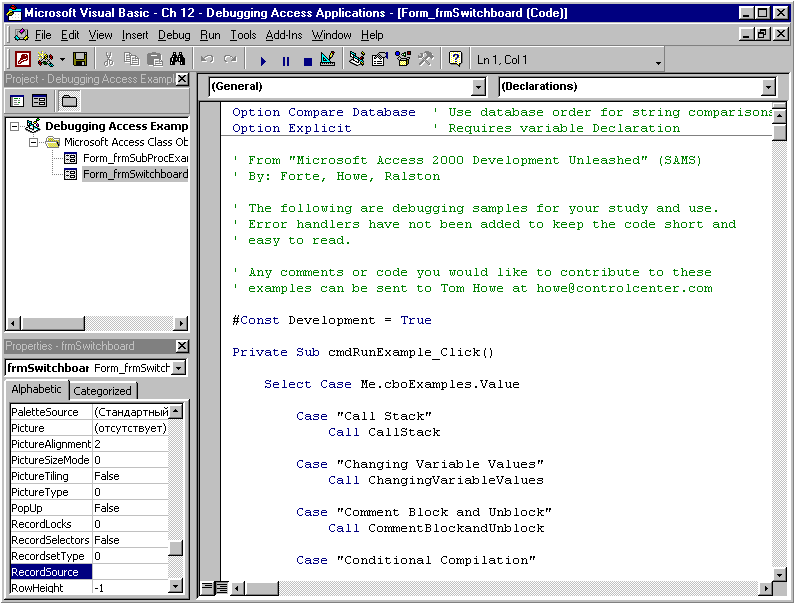 Microsoft Visual Basic - Ch 12 - Debugging Access Applications - [Form_frmSwitchboard (Code)]
File Edit View Insert Debug Run Tools Add-Ins Window Help
Ln 1, Col 1
Project - Debugging Access Exampl
Debugging Access Examp
Microsoft Access Class Ob
Form_frmSubProcExa
Form_frmSwitchboard
Properties - frmSwitchboard
frmSwitchboar Form_frmSwitch
Alphabetic Categorized
PaletteSource (Стандартный
Picture (отсутствует)
PictureAlignment 2
PictureSizeMode 0
PictureTiling False
PictureType 0
PopUp False
RecordLocks 0
RecordSelectors False
RecordsetType 0
RecordSource
RowHeight -1
(General) (Declarations)
Option Compare Database ' Use database order for string comparisons
Option Explicit ' Requires variable Declaration
' From "Microsoft Access 2000 Development Unleashed" (SAMS)
' By: Forte, Howe, Ralston
' The following are debugging samples for your study and use.
' Error handlers have not been added to keep the code short and
' easy to read.
' Any comments or code you would like to contribute to these
' examples can be sent to Tom Howe at howe@controlcenter.com
#Const Development = True
Private Sub cmdRunExample_Click()
Select Case Me.cboExamples.Value
Case "Call Stack"
Call CallStack
Case "Changing Variable Values"
Call ChangingVariableValues
Case "Comment Block and Unblock"
Call CommentBlockandUnblock
Case "Conditional Compilation"